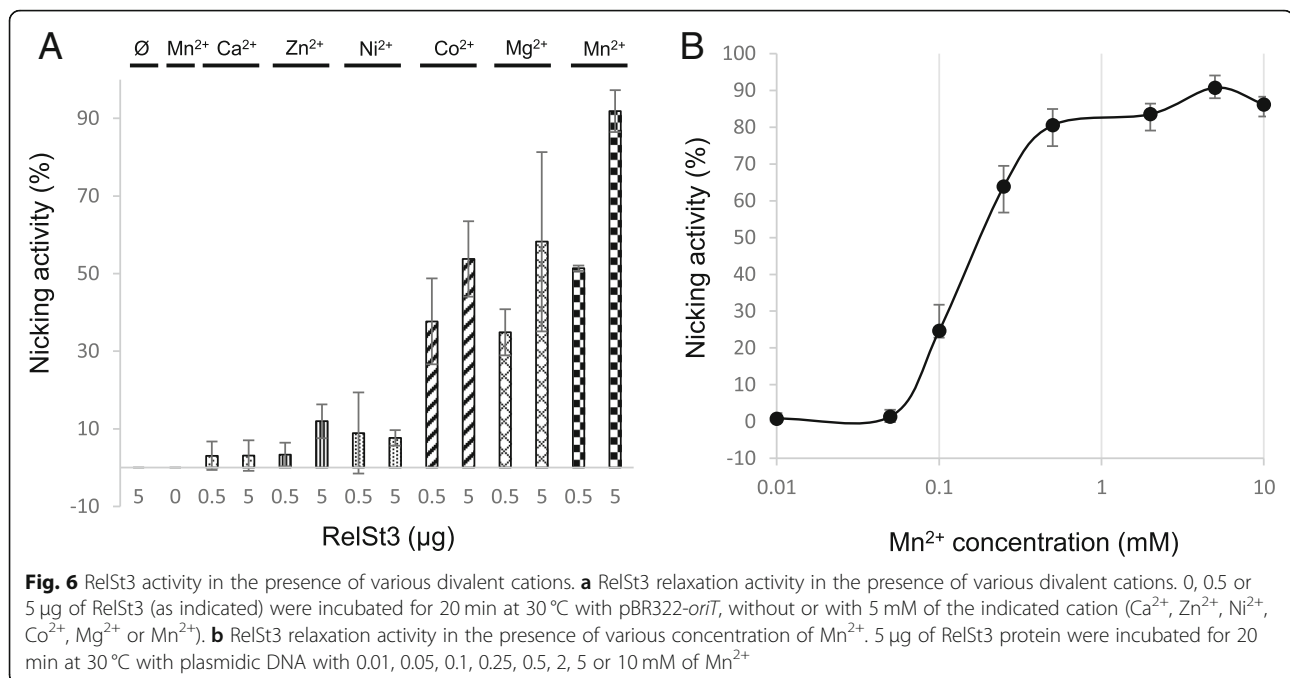 A
Ø Mn²⁺ Ca²⁺ Zn²⁺ Ni²⁺ Co²⁺ Mg²⁺ Mn²⁺
Nicking activity (%)
90
70
50
30
10
-10
5 0 0.5 5 0.5 5 0.5 5 0.5 5 0.5 5 0.5 5
RelSt3 (µg)
B
Nicking activity (%)
100
90
80
70
60
50
40
30
20
10
0
-10
0.01 0.1 1 10
Mn²⁺ concentration (mM)
Fig. 6 RelSt3 activity in the presence of various divalent cations. a RelSt3 relaxation activity in the presence of various divalent cations. 0, 0.5 or
5 µg of RelSt3 (as indicated) were incubated for 20 min at 30 °C with pBR322-oriT, without or with 5 mM of the indicated cation (Ca²⁺, Zn²⁺, Ni²⁺,
Co²⁺, Mg²⁺ or Mn²⁺). b RelSt3 relaxation activity in the presence of various concentration of Mn²⁺. 5 µg of RelSt3 protein were incubated for 20
min at 30 °C with plasmidic DNA with 0.01, 0.05, 0.1, 0.25, 0.5, 2, 5 or 10 mM of Mn²⁺